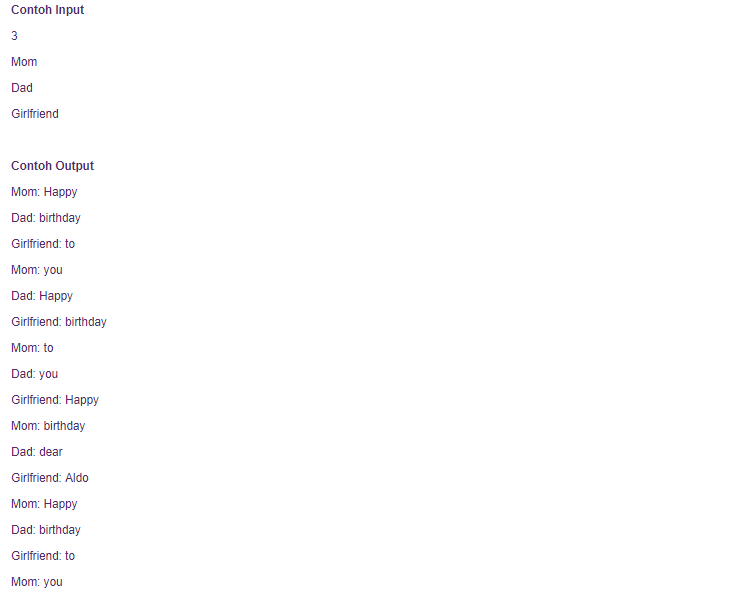 Contoh Input
3
Mom
Dad
Girlfriend
Contoh Output
Mom: Happy
Dad: birthday
Girlfriend: to
Mom: you
Dad: Happy
Girlfriend: birthday
Mom: to
Dad: you
Girlfriend: Happy
Mom: birthday
Dad: dear
Girlfriend: Aldo
Mom: Happy
Dad: birthday
Girlfriend: to
Mom: you